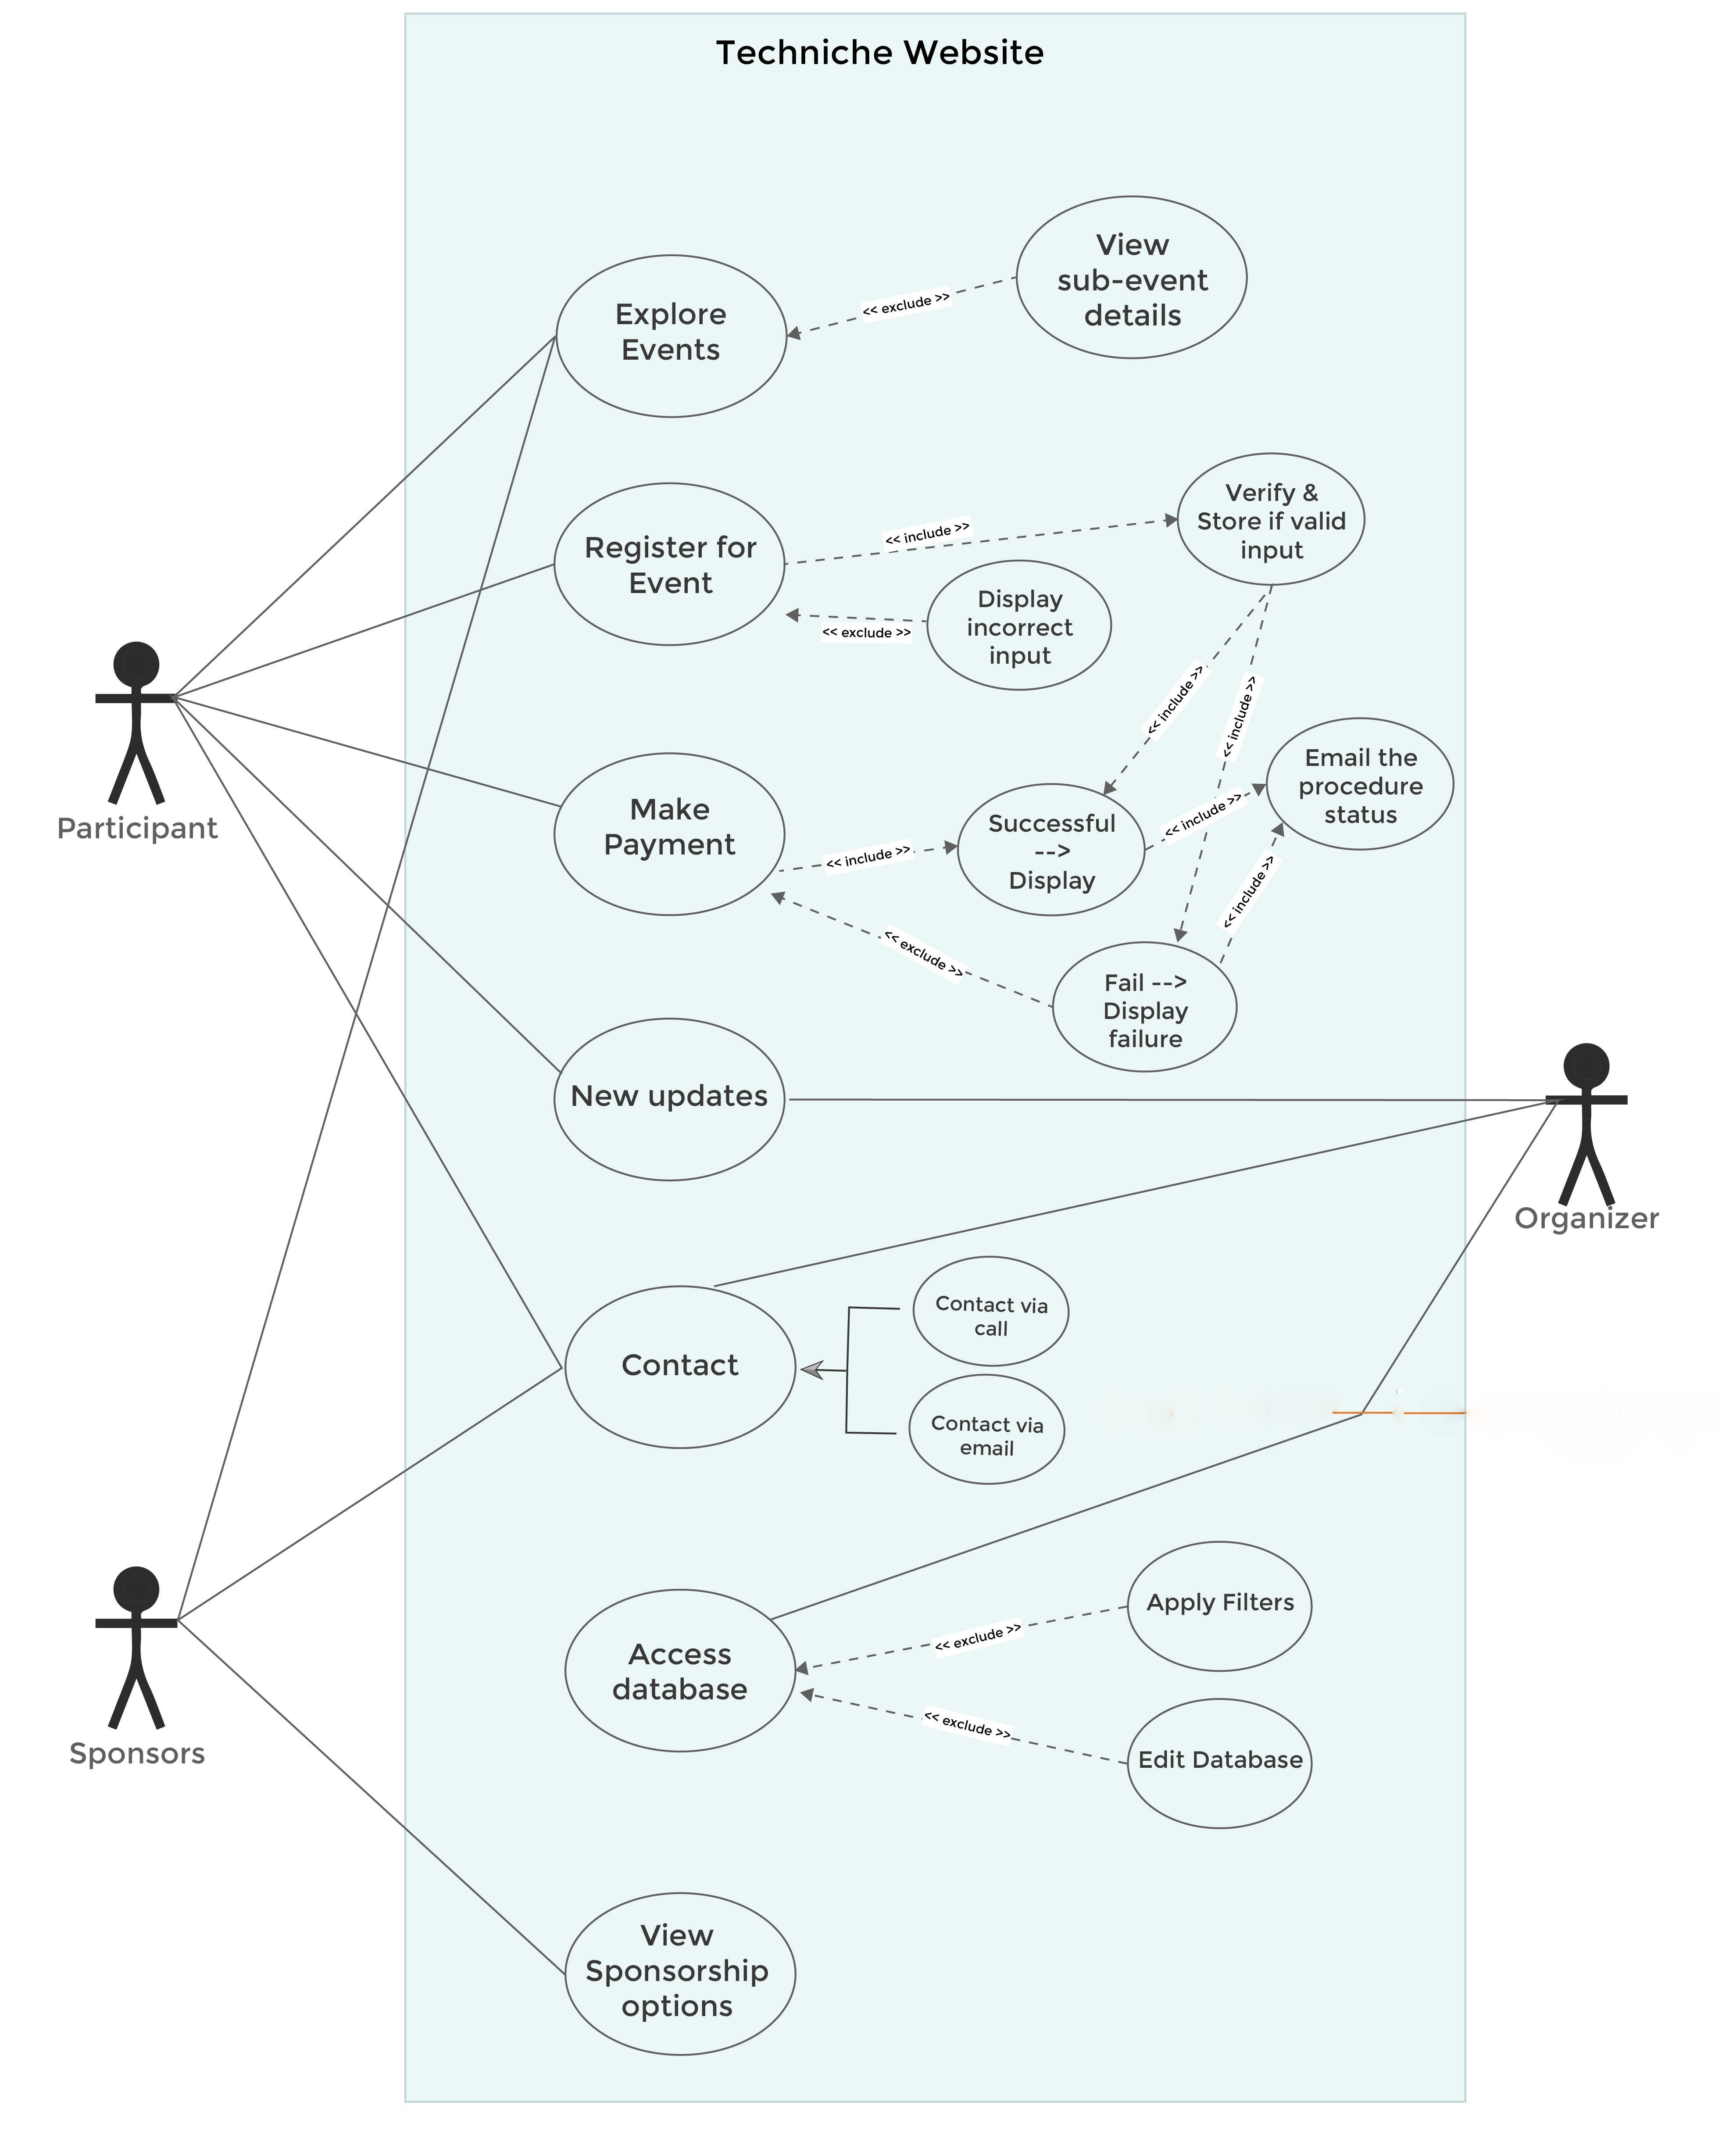 Techniche Website
View
sub-event
details
<< exclude >>
Explore
Events
Verify &
Store if valid
input
<< include >>
Register for
Event
Display
incorrect
input
<< exclude >>
<< include >>
<< include >>
Email the
procedure
status
Participant
Make
Payment
Successful
-->
Display
<< include >>
<< include >>
<< include >>
<< exclude >>
Fail -->
Display
failure
New updates
Organizer
Contact via
call
Contact
Contact via
email
Apply Filters
<< exclude >>
Access
database
<< exclude >>
Edit Database
Sponsors
View
Sponsorship
options